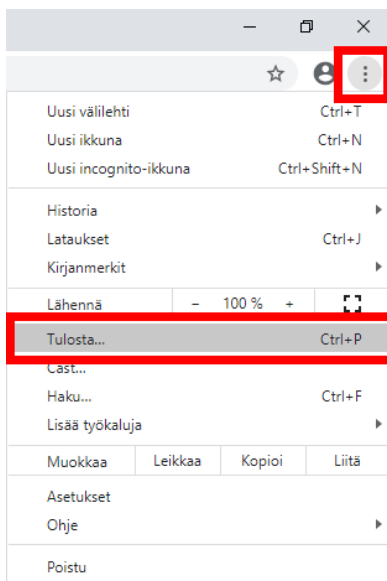 Uusi välilehti Ctrl+T
Uusi ikkuna Ctrl+N
Uusi incognito-ikkuna Ctrl+Shift+N
Historia
Lataukset Ctrl+J
Kirjanmerkit
Lähennä − 100 % +
Tulosta... Ctrl+P
Cast...
Haku... Ctrl+F
Lisää työkaluja
Muokkaa Leikkaa Kopioi Liitä
Asetukset
Ohje
Poistu